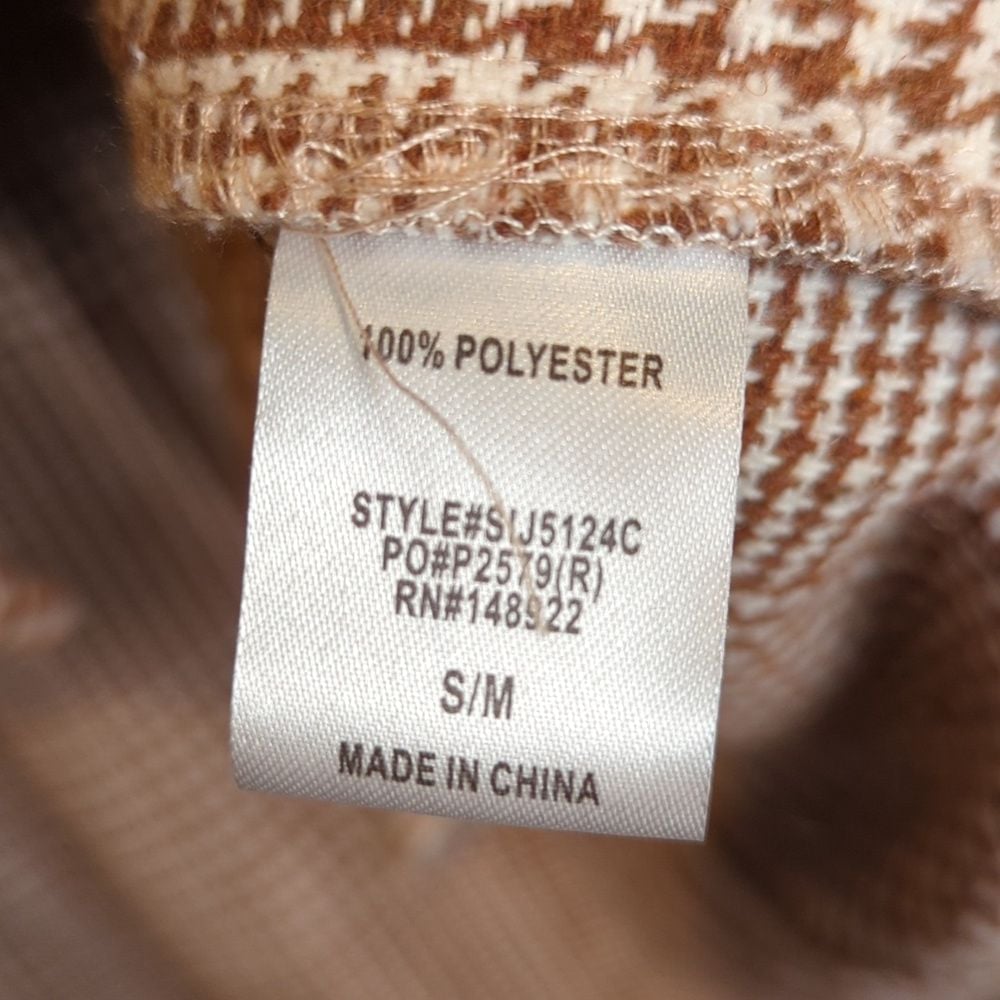 100% POLYESTER
STYLE#SIJ5124C
PO#P2579(R)
RN#148922
S/M
MADE IN CHINA